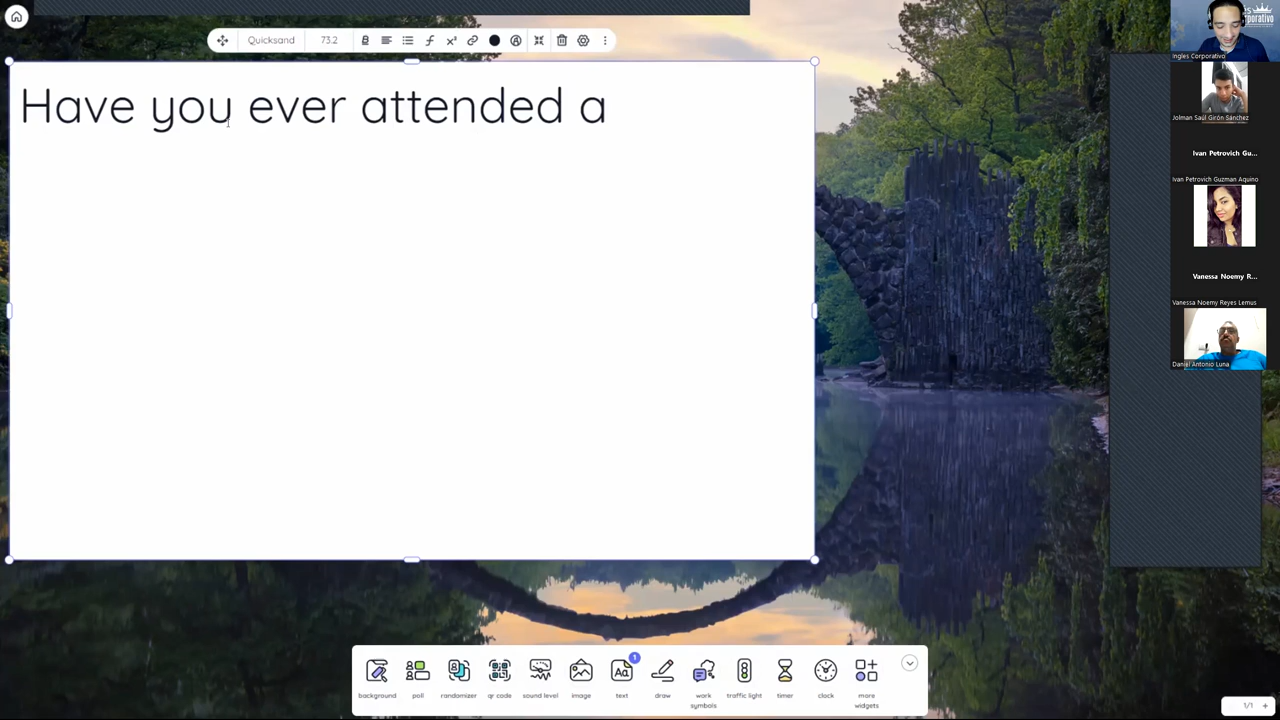 Quicksand
73.2
Have you ever attended a
Corporativo
Ingles Corporativo
Jolman Saúl Girón Sánchez
Ivan Petrovich Gu...
Ivan Petrovich Guzman Aquino
Vanessa Noemy R...
Vanessa Noemy Reyes Lemus
Daniel Antonio Luna
1
background
poll
randomizer
qr code
sound level
image
text
draw
work symbols
traffic light
timer
clock
more widgets
1/1